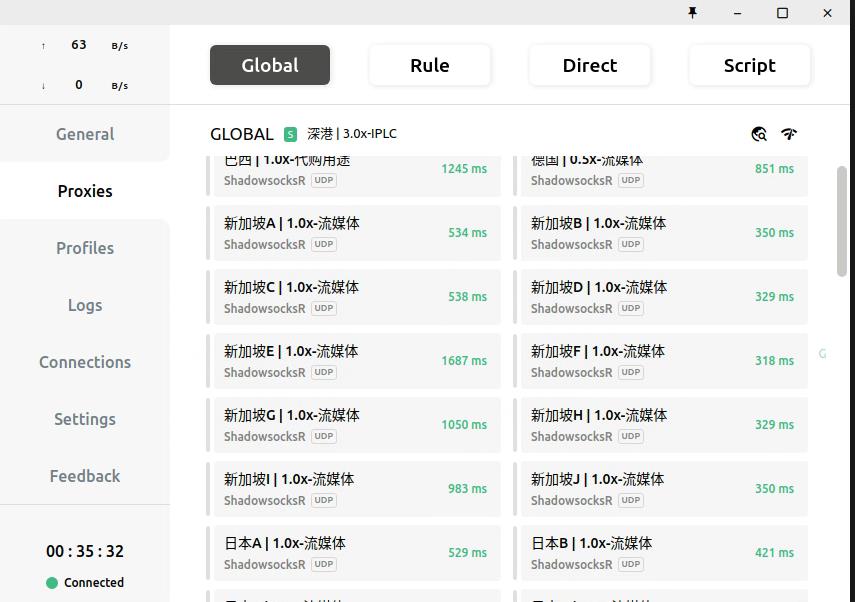 ↑ 63 B/s
↓ 0 B/s
Global Rule Direct Script
General
Proxies
Profiles
Logs
Connections
Settings
Feedback
00 : 35 : 32
Connected
GLOBAL S 深港 | 3.0x-IPLC
巴西 | 1.0x-代购用途
ShadowsocksR UDP
1245 ms
德国 | 0.5x-流媒体
ShadowsocksR UDP
851 ms
新加坡A | 1.0x-流媒体
ShadowsocksR UDP
534 ms
新加坡B | 1.0x-流媒体
ShadowsocksR UDP
350 ms
新加坡C | 1.0x-流媒体
ShadowsocksR UDP
538 ms
新加坡D | 1.0x-流媒体
ShadowsocksR UDP
329 ms
新加坡E | 1.0x-流媒体
ShadowsocksR UDP
1687 ms
新加坡F | 1.0x-流媒体
ShadowsocksR UDP
318 ms
新加坡G | 1.0x-流媒体
ShadowsocksR UDP
1050 ms
新加坡H | 1.0x-流媒体
ShadowsocksR UDP
329 ms
新加坡I | 1.0x-流媒体
ShadowsocksR UDP
983 ms
新加坡J | 1.0x-流媒体
ShadowsocksR UDP
350 ms
日本A | 1.0x-流媒体
ShadowsocksR UDP
529 ms
日本B | 1.0x-流媒体
ShadowsocksR UDP
421 ms
G